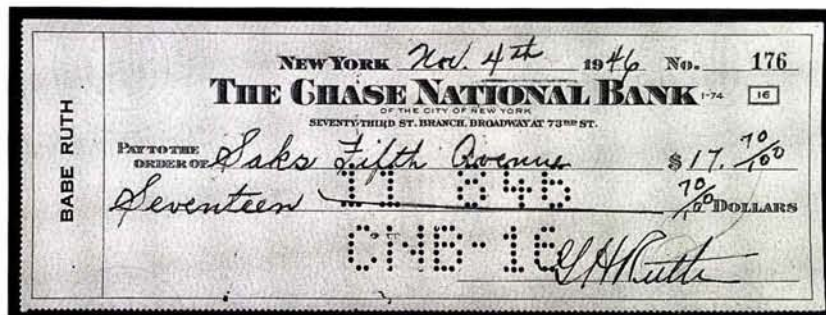 NEW YORK Nov. 4th 1946 No. 176
THE CHASE NATIONAL BANK 1-74 16
OF THE CITY OF NEW YORK
SEVENTY-THIRD ST. BRANCH, BROADWAY AT 73RD ST.
BABE RUTH
PAY TO THE
ORDER OF Saks Fifth Avenue $ 17. 70/100
Seventeen 70/100 DOLLARS
CNB-16
G H Ruth